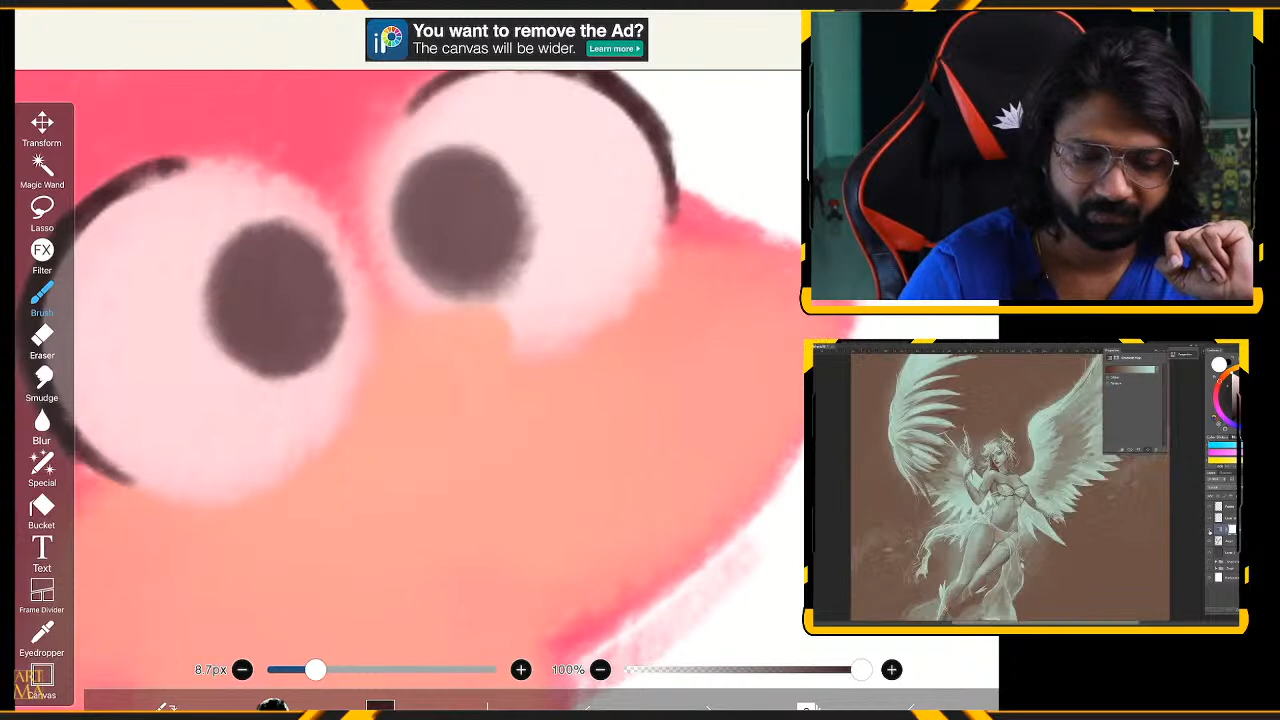 You want to remove the Ad?
The canvas will be wider.
Learn more
Transform
Magic Wand
Lasso
FX
Filter
Brush
Eraser
Smudge
Blur
Special
Bucket
T
Text
Frame Divider
Eyedropper
Canvas
8.7px
100%